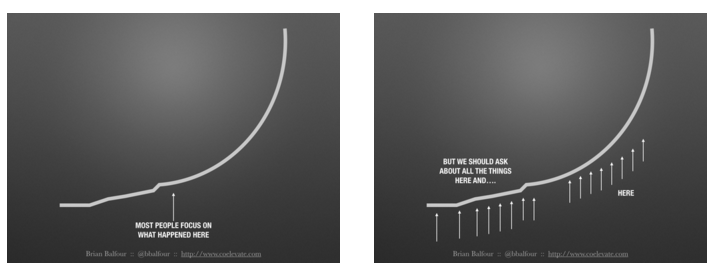 MOST PEOPLE FOCUS ON
WHAT HAPPENED HERE
Brian Balfour :: @bbalfour :: http://www.coelevate.com
BUT WE SHOULD ASK
ABOUT ALL THE THINGS
HERE AND....
HERE
Brian Balfour :: @bbalfour :: http://www.coelevate.com